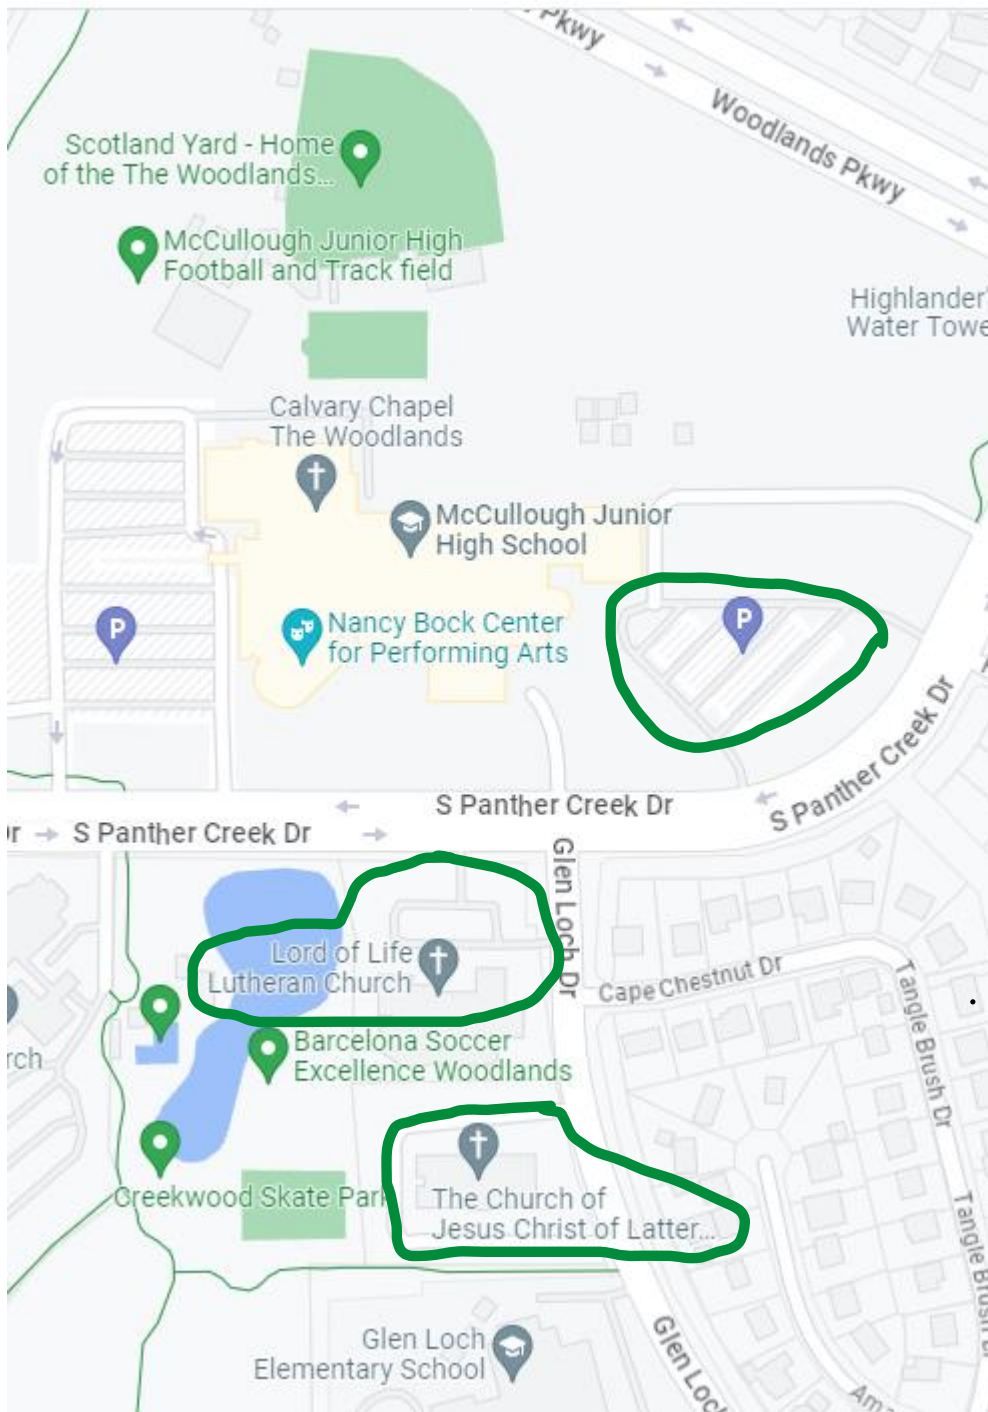 Pkwy
Woodlands Pkwy
Scotland Yard - Home
of the The Woodlands...
McCullough Junior High
Football and Track field
Highlander'
Water Towe
Calvary Chapel
The Woodlands
McCullough Junior
High School
P
P
Nancy Bock Center
for Performing Arts
S Panther Creek Dr
S Panther Creek Dr
S Panther Creek Dr
Glen Loch Dr
Lord of Life
Lutheran Church
Cape Chestnut Dr
Tangle Brush Dr
rch
Barcelona Soccer
Excellence Woodlands
Creekwood Skate Park
The Church of
Jesus Christ of Latter...
Tangle Brush D
Glen Loch
Elementary School
Glen Loch
Ama